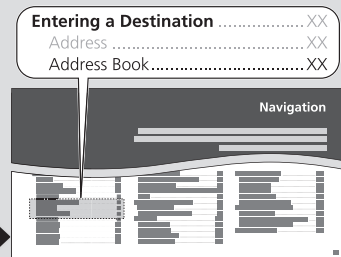 Entering a Destination ................... XX
Address ....................................... XX
Address Book ............................... XX
Navigation